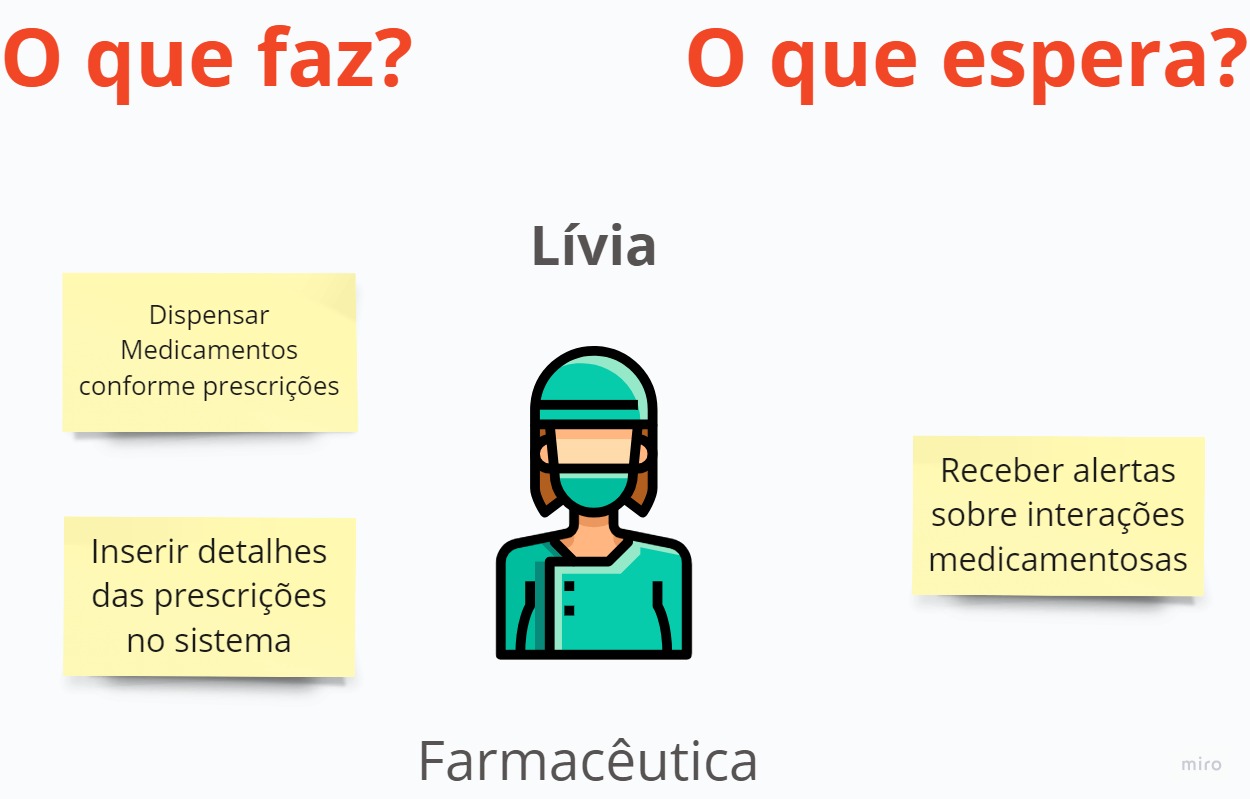 O que faz?
O que espera?
Lívia
Dispensar
Medicamentos
conforme prescrições
Inserir detalhes
das prescrições
no sistema
Receber alertas
sobre interações
medicamentosas
Farmacêutica
miro